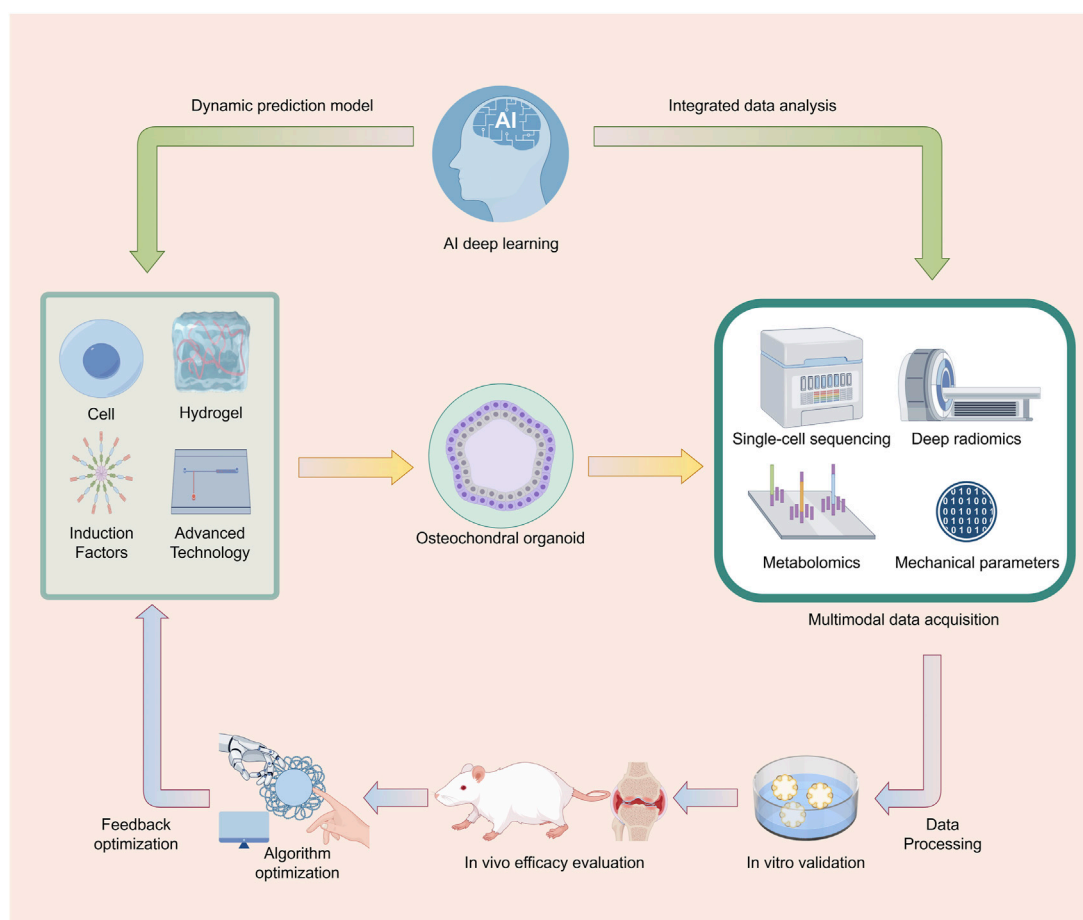 Dynamic prediction model
Integrated data analysis
AI
AI deep learning
Cell
Hydrogel
Induction
Factors
Advanced
Technology
Osteochondral organoid
Single-cell sequencing
Deep radiomics
Metabolomics
Mechanical parameters
Multimodal data acquisition
Feedback
optimization
Algorithm
optimization
In vivo efficacy evaluation
In vitro validation
Data
Processing